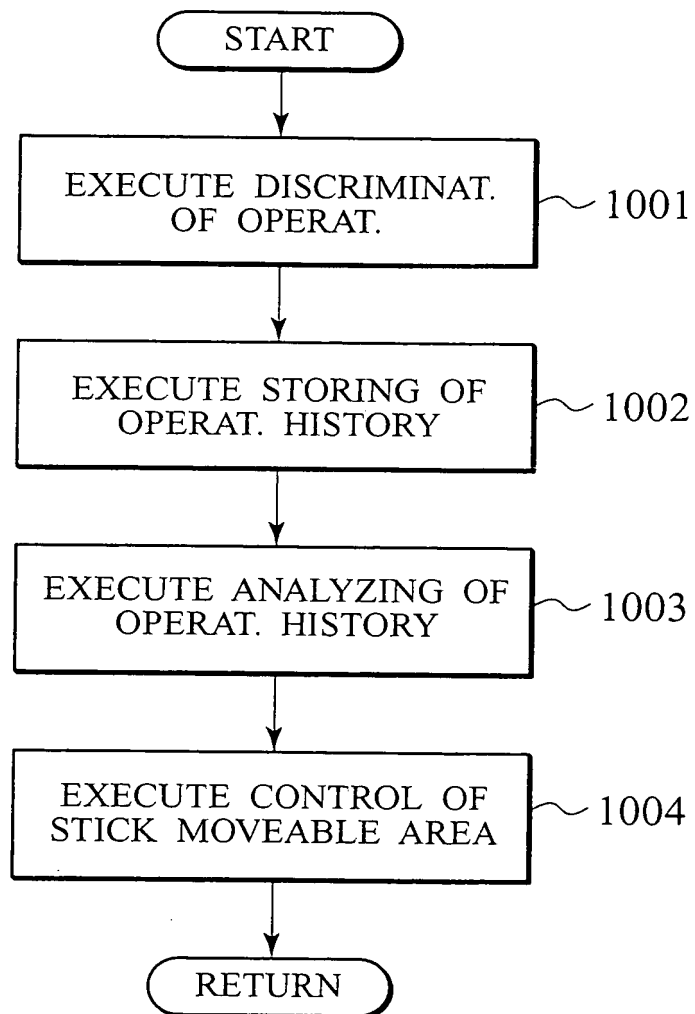 START
EXECUTE DISCRIMINAT.
OF OPERAT.
1001
EXECUTE STORING OF
OPERAT. HISTORY
1002
EXECUTE ANALYZING OF
OPERAT. HISTORY
1003
EXECUTE CONTROL OF
STICK MOVEABLE AREA
1004
RETURN